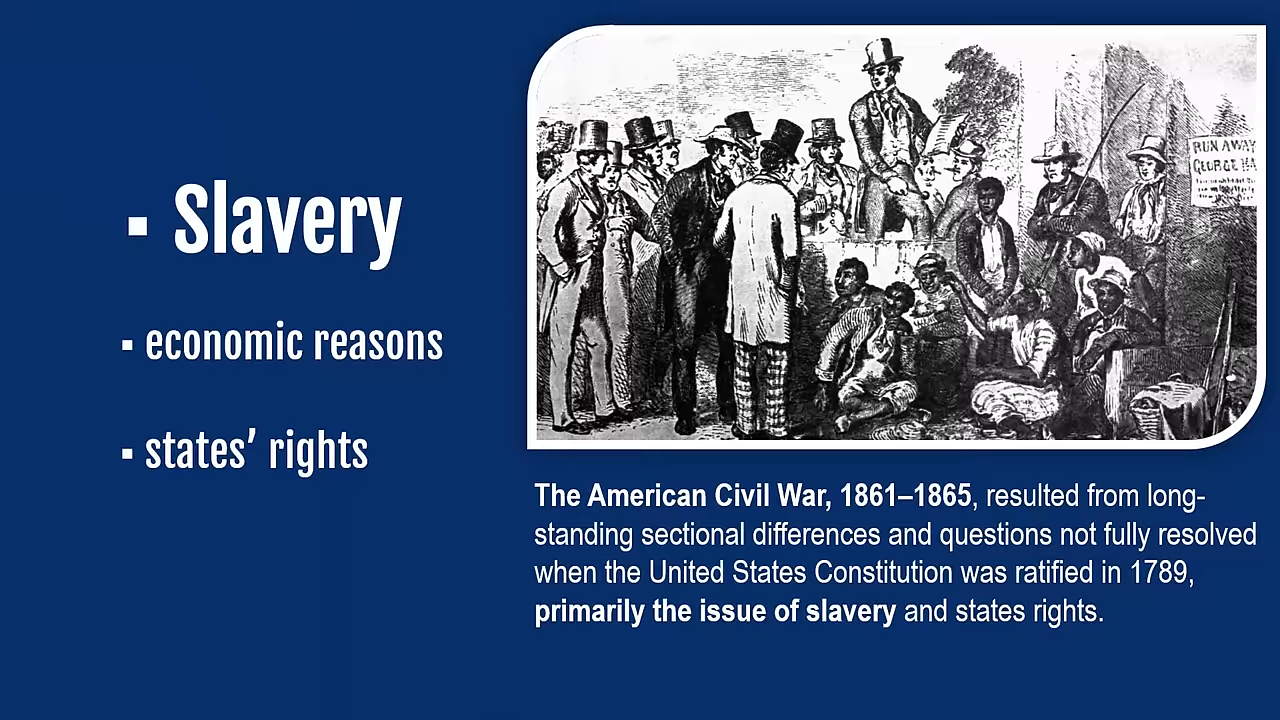 ▪ Slavery
▪ economic reasons
▪ states’ rights
RUN AWAY
GEORGE
The American Civil War, 1861–1865, resulted from long-
standing sectional differences and questions not fully resolved
when the United States Constitution was ratified in 1789,
primarily the issue of slavery and states rights.